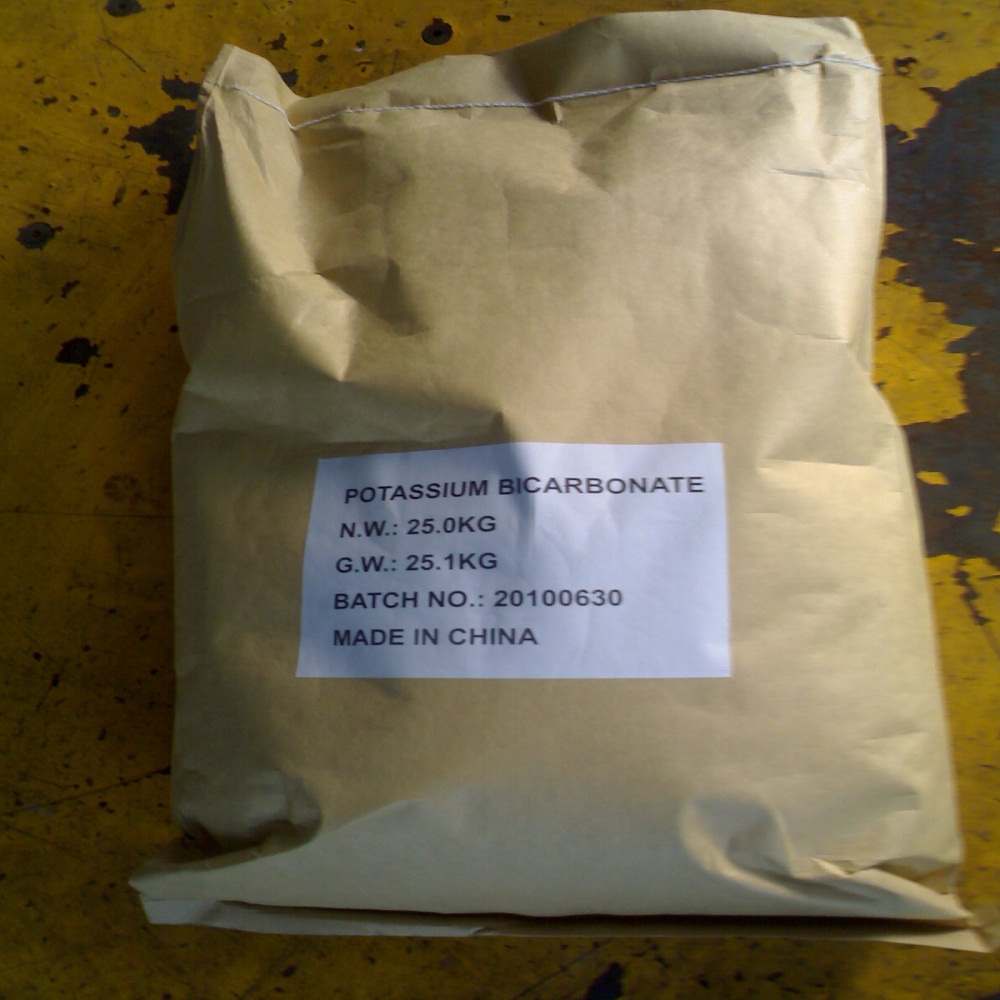 POTASSIUM BICARBONATE
N.W.: 25.0KG
G.W.: 25.1KG
BATCH NO.: 20100630
MADE IN CHINA